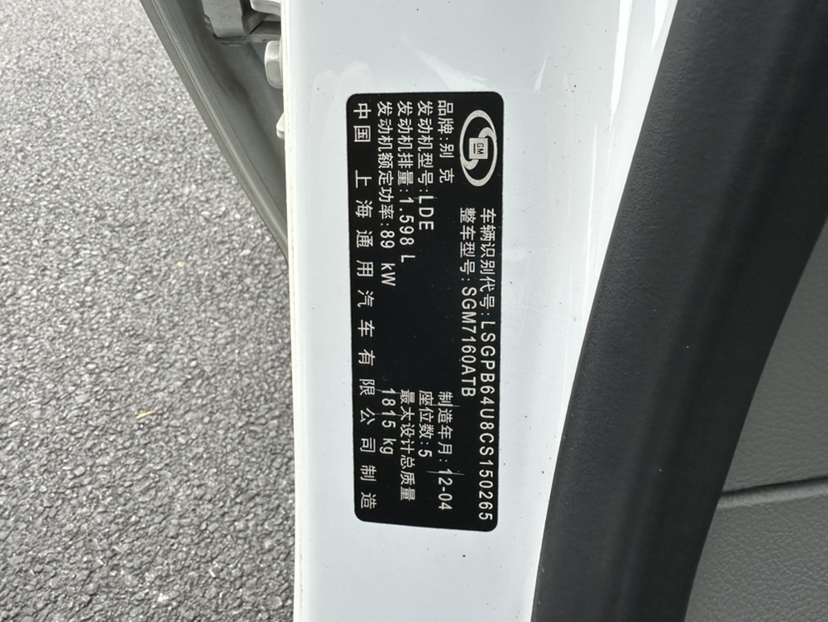 GM
车辆识别代号:LSGPB64U8CS150265
整车型号:SGM7160ATB
品牌:别克
制造年月:12-04
发动机型号:LDE
座位数:5
发动机排量:1.598 L
最大设计总质量
发动机额定功率:89 kW
1815 kg
中国 上海通用汽车有限公司制造